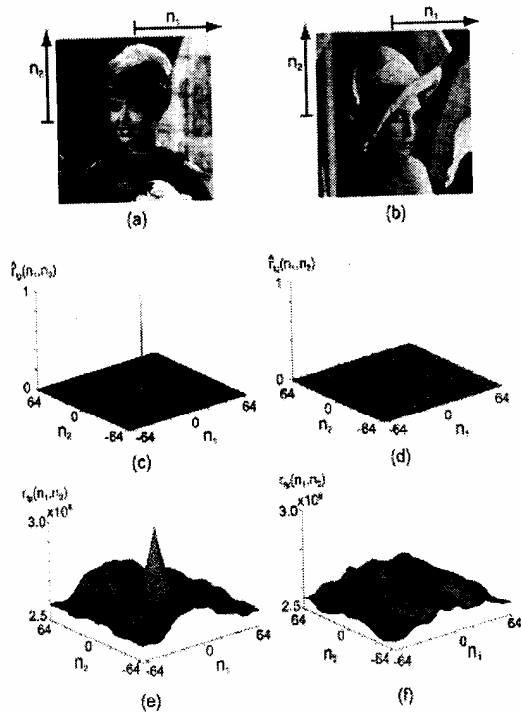 n₁ n₁
n₂ n₂
(a) (b)
r̂fg(n₁,n₂) r̂fg(n₁,n₂)
1 1
0 0
64 64 64 64
0 0 0 0
n₂ -64 -64 n₁ n₂ -64 -64 n₁
(c) (d)
rfg(n₁,n₂) rfg(n₁,n₂)
3.0 ×10⁸ 3.0 ×10⁸
2.5 2.5
64 64 64 64
0 0 0 0
n₂ -64 -64 n₁ n₂ -64 -64 n₁
(e) (f)